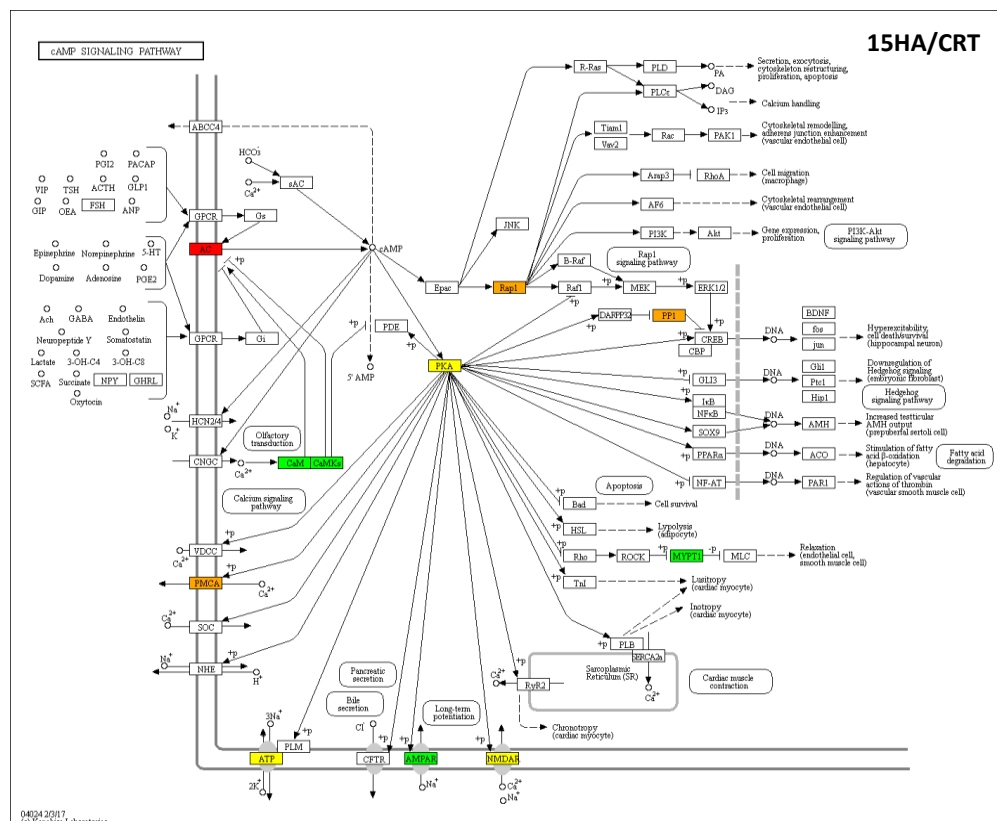 cAMP SIGNALING PATHWAY
15HA/CRT
ABCC4
HCO3-
Ca2+
sAC
PGI2
PACAP
VIP
TSH
ACTH
GLP1
GIP
OEA
FSH
ANP
GPCR
Gs
AC
+p
cAMP
Epinephrine
Norepinephrine
5-HT
Dopamine
Adenosine
PGE2
Ach
GABA
Endothelin
Neuropeptide Y
Somatostatin
Lactate
3-OH-C4
3-OH-C8
SCFA
Succinate
NPY
GHRL
Oxytocin
GPCR
Gi
+p
PDE
+p
5' AMP
Na+
K+
HCN2/4
CNGC
Ca2+
Olfactory
transduction
CaM
CaMKs
Calcium signaling
pathway
+p
VDCC
Ca2+
+p
PMCA
Ca2+
Ca2+
SOC
+p
Na+
NHE
H+
R-Ras
PLD
PA
Secretion, exocytosis,
cytoskeleton restructuring,
proliferation, apoptosis
PLCε
DAG
IP3
Calcium handling
Tiam1
Vav2
Rac
PAK1
Cytoskeletal remodelling,
adherens junction enhancement
(vascular endothelial cell)
Arap3
RhoA
Cell migration
(macrophage)
AF6
Cytoskeletal rearrangement
(vascular endothelial cell)
JNK
PI3K
Akt
Gene expression,
proliferation
PI3K-Akt
signaling pathway
Rap1
signaling pathway
Epac
Rap1
B-Raf
Raf1
+p
MEK
+p
ERK1/2
+p
+p
DARPP32
PP1
+p
+p
CREB
CBP
DNA
BDNF
fos
jun
Hyperexcitability,
cell death/survival
(hippocampal neuron)
PKA
+p
GLI3
DNA
Gli1
Ptc1
Hip1
Downregulation of
Hedgehog signaling
(embryonic fibroblast)
Hedgehog
signaling pathway
+p
IκB
NFκB
+p
SOX9
DNA
AMH
Increased testticular
AMH output
(prepubertal sertoli cell)
+p
PPARα
DNA
ACO
Stimulation of fatty
acid β-oxidation
(hepatocyte)
Fatty acid
degradation
+p
NF-AT
DNA
PAR1
Regulation of vascular
actions of thrombin
(vascular smooth muscle cell)
Apoptosis
+p
Bad
Cell survival
+p
HSL
Lypolysis
(adipocyte)
+p
Rho
ROCK
+p
MYPT1
-p
MLC
Relaxation
(endothelial cell,
smooth muscle cell)
+p
TnI
Lusitropy
(cardiac myocyte)
Inotropy
(cardiac myocyte)
+p
PLB
SERCA2a
Sarcoplasmic
Reticulum (SR)
Ca2+
Cardiac muscle
contraction
+p
Ca2+
RyR2
Chronotropy
(cardiac myocyte)
Pancreatic
secretion
Bile
secretion
Long-term
potentiation
3Na+
+p
PLM
ATP
2K+
Cl-
+p
CFTR
+p
AMPAR
Na+
+p
NMDAR
Ca2+
Na+
04024 2/3/17
(c) Kanehisa Laboratories